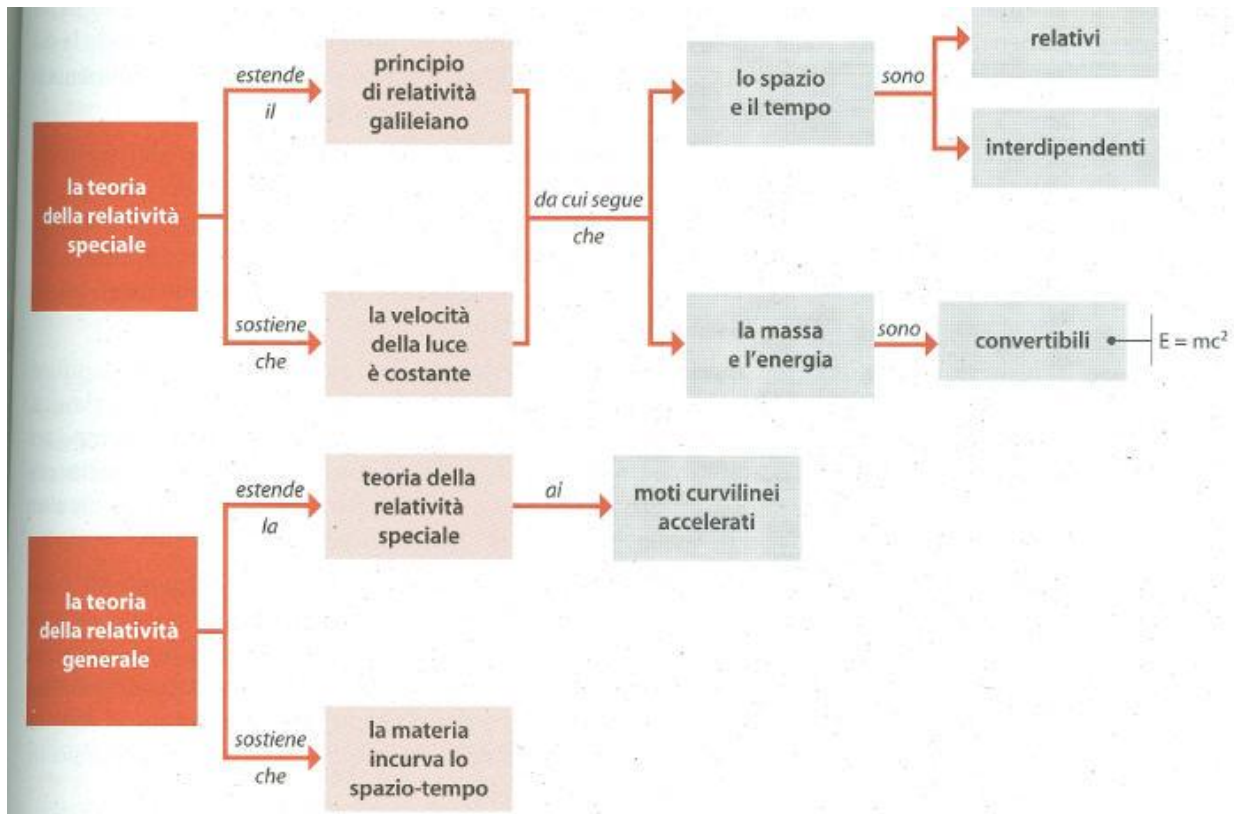 la teoria
della relatività
speciale
estende
il
principio
di relatività
galileiano
sostiene
che
la velocità
della luce
è costante
da cui segue
che
lo spazio
e il tempo
sono
relativi
interdipendenti
la massa
e l'energia
sono
convertibili
E = mc²
la teoria
della relatività
generale
estende
la
teoria della
relatività
speciale
ai
moti curvilinei
accelerati
sostiene
che
la materia
incurva lo
spazio-tempo